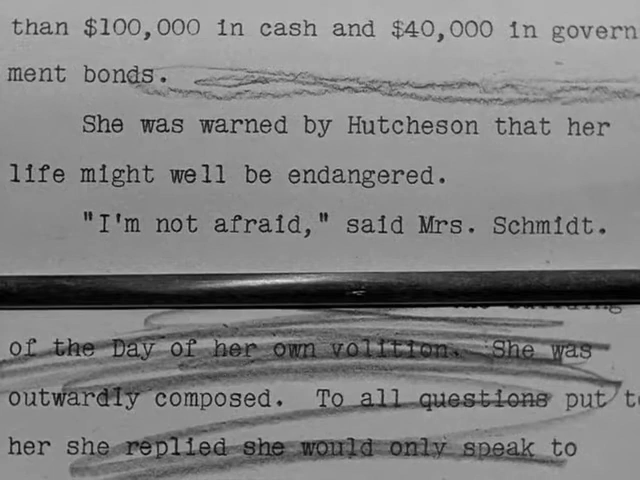 than $100,000 in cash and $40,000 in govern
ment bonds.
She was warned by Hutcheson that her
life might well be endangered.
"I'm not afraid," said Mrs. Schmidt.
of the Day of her own volition. She was
outwardly composed. To all questions put to
her she replied she would only speak to